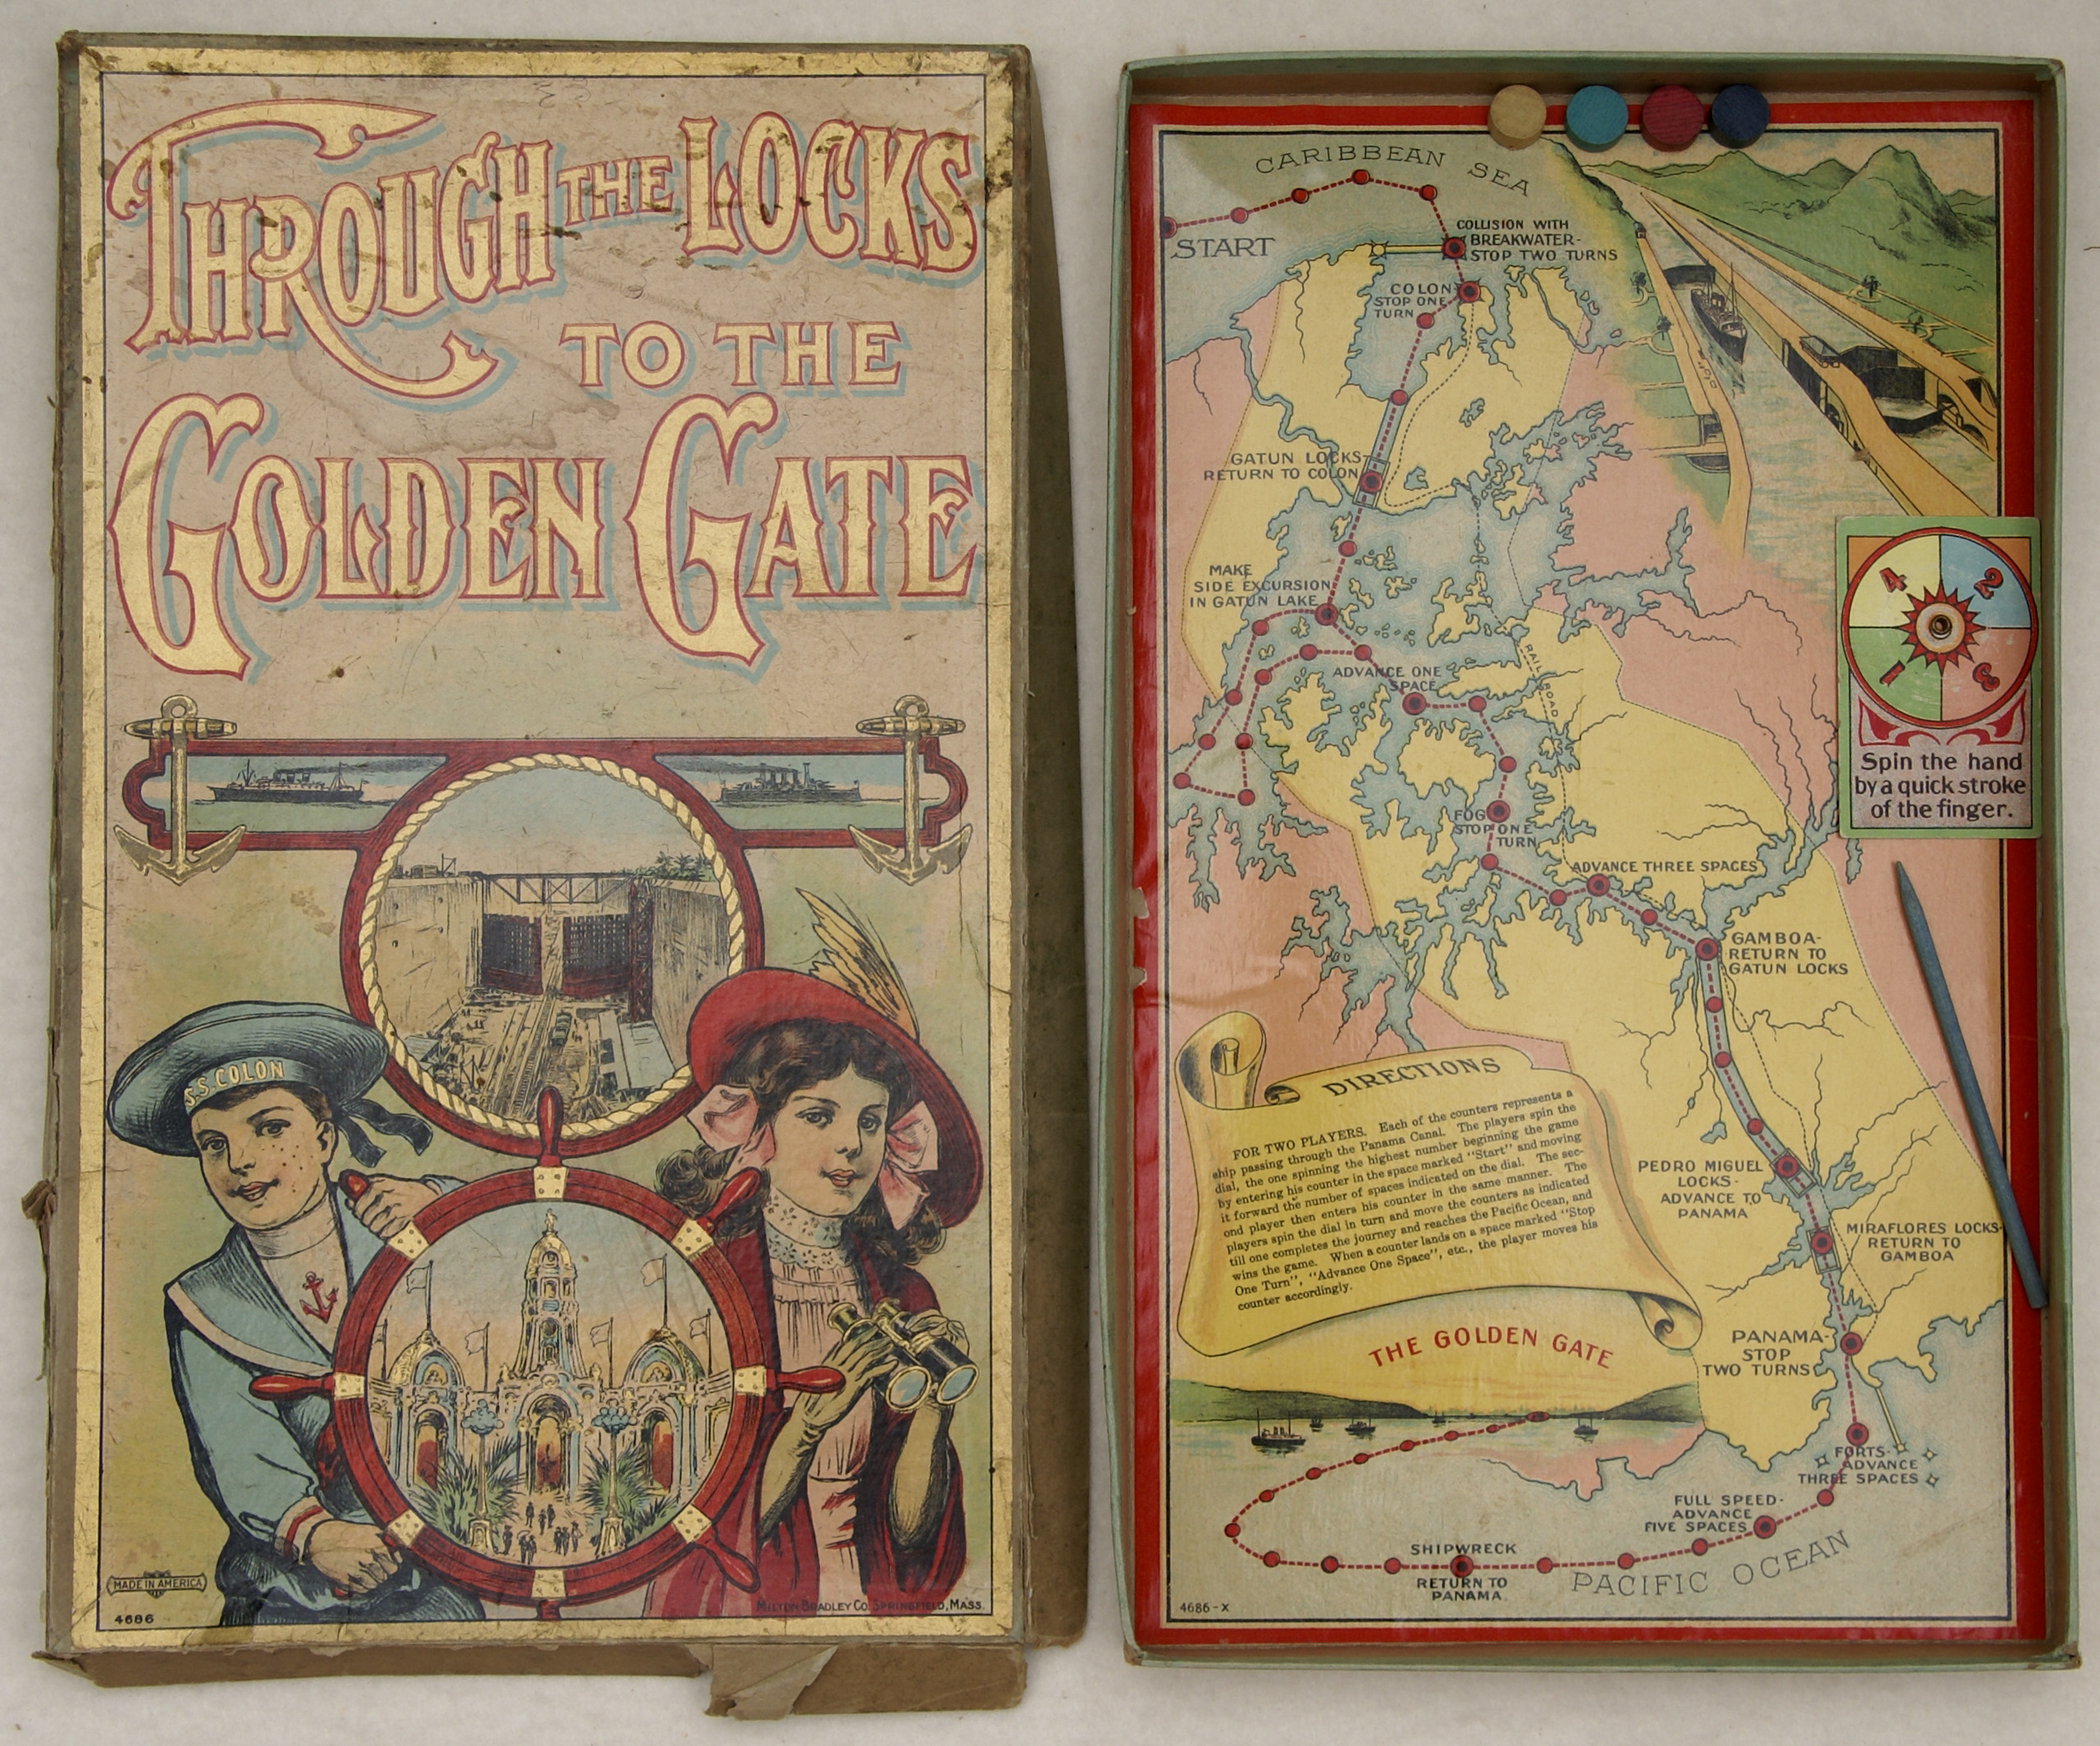 THROUGH THE LOCKS
TO THE
GOLDEN GATE
S.S. COLON
MADE IN AMERICA
4686
MILTON BRADLEY CO. SPRINGFIELD, MASS.
CARIBBEAN SEA
START
COLLISION WITH
BREAKWATER-
STOP TWO TURNS
COLON
STOP ONE
TURN
GATUN LOCKS-
RETURN TO COLON
MAKE
SIDE EXCURSION
IN GATUN LAKE
ADVANCE ONE
SPACE
RAILROAD
4
2
1
3
Spin the hand
by a quick stroke
of the finger.
FOG
STOP ONE
TURN
ADVANCE THREE SPACES
GAMBOA-
RETURN TO
GATUN LOCKS
DIRECTIONS
FOR TWO PLAYERS. Each of the counters represents a
ship passing through the Panama Canal. The players spin the
dial, the one spinning the highest number beginning the game
by entering his counter in the space marked "Start" and moving
it forward the number of spaces indicated on the dial. The sec-
ond player then enters his counter in the same manner. The
players spin the dial in turn and move the counters as indicated
till one completes the journey and reaches the Pacific Ocean, and
wins the game. When a counter lands on a space marked "Stop
One Turn", "Advance One Space", etc., the player moves his
counter accordingly.
PEDRO MIGUEL
LOCKS-
ADVANCE TO
PANAMA
MIRAFLORES LOCKS-
RETURN TO
GAMBOA
THE GOLDEN GATE
PANAMA-
STOP
TWO TURNS
FORTS-
ADVANCE
THREE SPACES
FULL SPEED-
ADVANCE
FIVE SPACES
SHIPWRECK
RETURN TO
PANAMA
PACIFIC OCEAN
4686-X